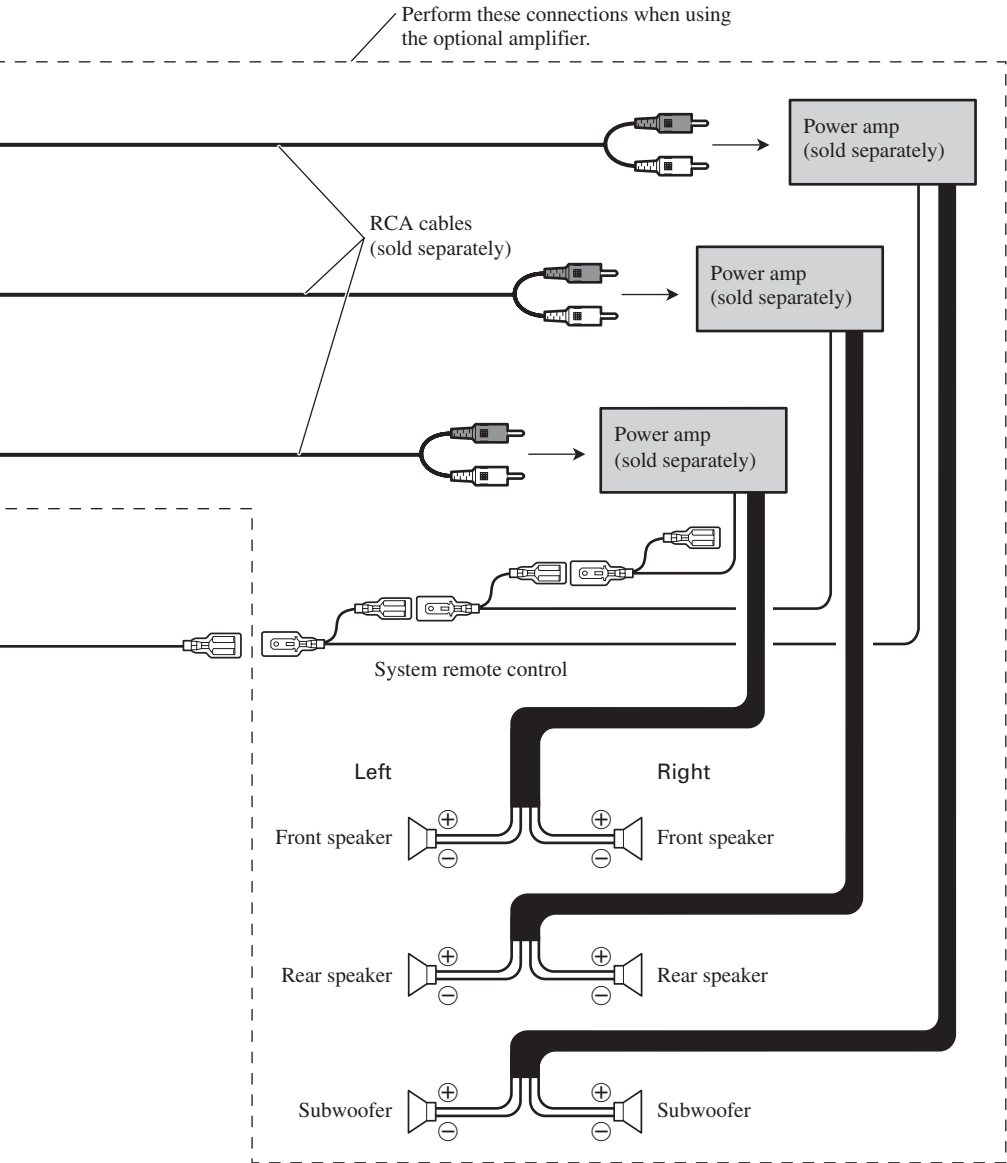 Perform these connections when using
the optional amplifier.
Power amp
(sold separately)
RCA cables
(sold separately)
Power amp
(sold separately)
Power amp
(sold separately)
System remote control
Left
Right
+
+
Front speaker
Front speaker
−
−
+
+
Rear speaker
Rear speaker
−
−
+
+
Subwoofer
Subwoofer
−
−